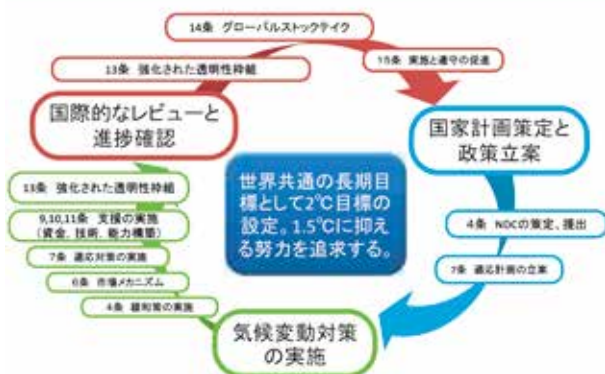 14条 グローバルストックテイク
13条 強化された透明性枠組
15条 実施と遵守の促進
国際的なレビューと
進捗確認
国家計画策定と
政策立案
世界共通の長期目
標として2℃目標の
設定。1.5℃に抑え
る努力を追求する。
13条 強化された透明性枠組
9,10,11条 支援の実施
(資金, 技術, 能力構築)
7条 適応対策の実施
6条 市場メカニズム
4条 緩和策の実施
4条 NDCの策定、提出
7条 適応計画の立案
気候変動対策
の実施